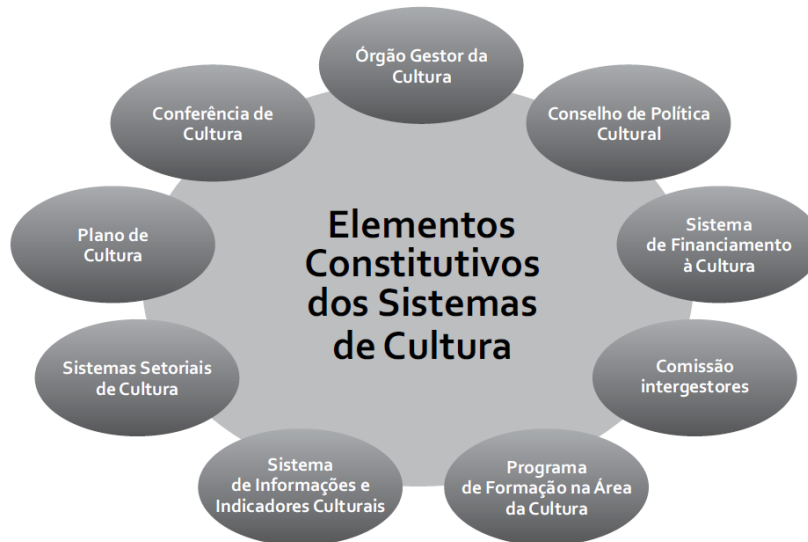 Órgão Gestor da
Cultura
Conferência de
Cultura
Conselho de Política
Cultural
Plano de
Cultura
Elementos
Constitutivos
dos Sistemas
de Cultura
Sistema
de Financiamento
à Cultura
Sistemas Setoriais
de Cultura
Comissão
intergestores
Sistema
de Informações e
Indicadores Culturais
Programa
de Formação na Área
da Cultura